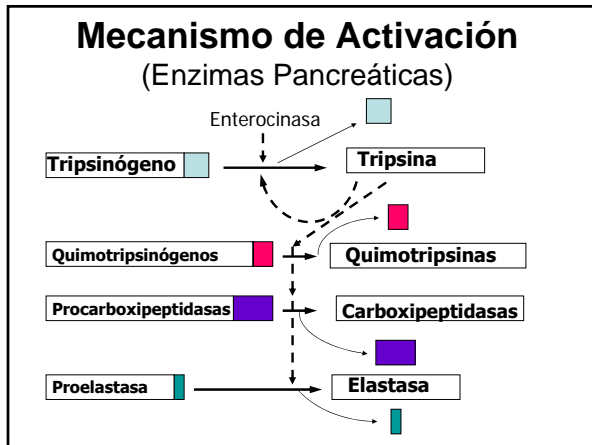 Mecanismo de Activación
(Enzimas Pancreáticas)
Enterocinasa
Tripsinógeno
Tripsina
Quimotripsinógenos
Quimotripsinas
Procarboxipeptidasas
Carboxipeptidasas
Proelastasa
Elastasa